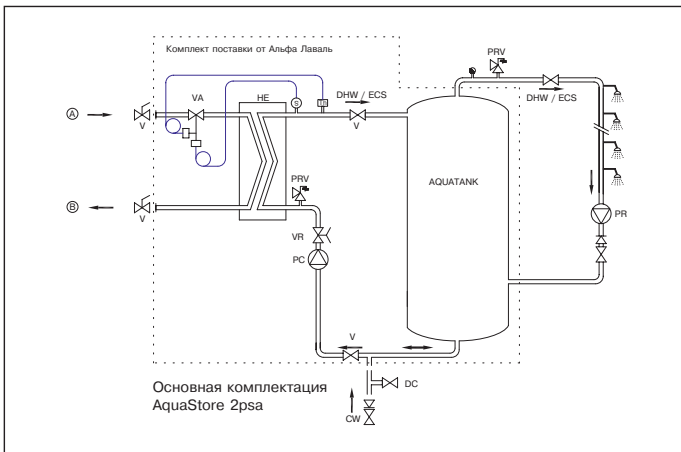 Комплект поставки от Альфа Лаваль
PRV
DHW / ECS
DHW / ECS
VA
HE
S
A
V
V
AQUATANK
B
V
PRV
VR
PC
PR
V
DC
CW
Основная комплектация
AquaStore 2psa